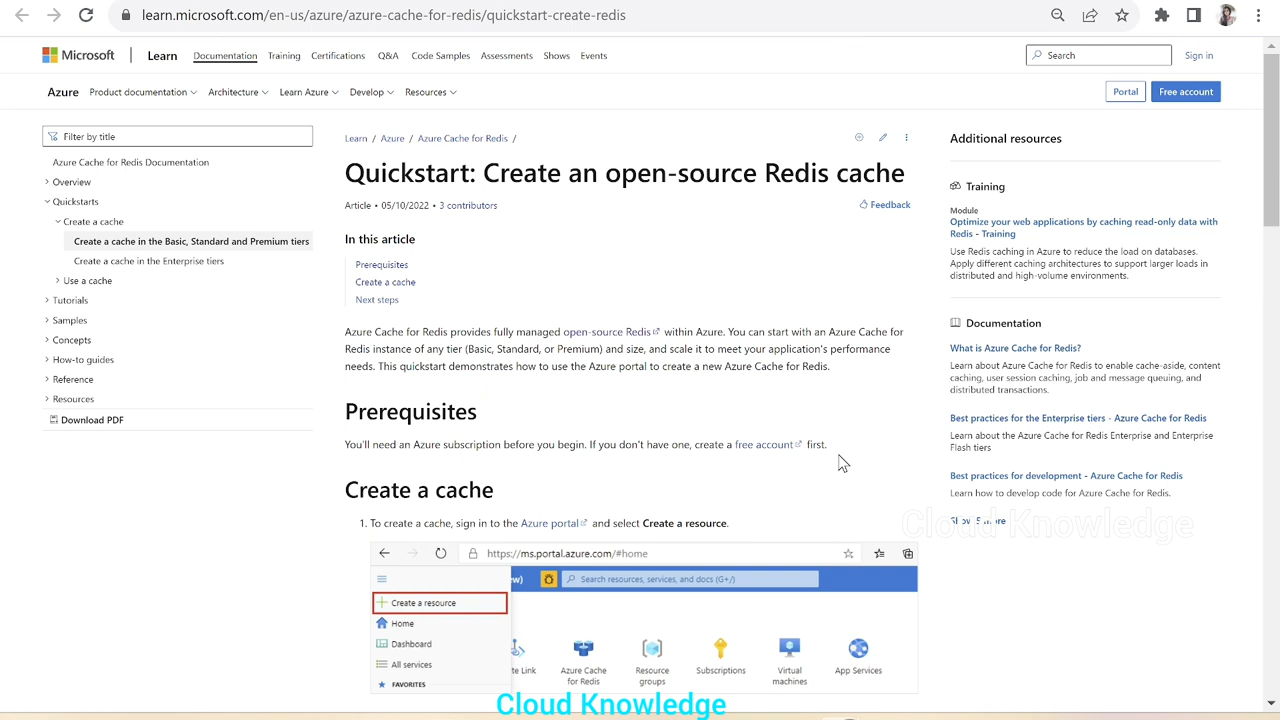 learn.microsoft.com/en-us/azure/azure-cache-for-redis/quickstart-create-redis
Microsoft
Learn
Documentation
Training
Certifications
Q&A
Code Samples
Assessments
Shows
Events
Search
Sign in
Azure
Product documentation
Architecture
Learn Azure
Develop
Resources
Portal
Free account
Filter by title
Azure Cache for Redis Documentation
Overview
Quickstarts
Create a cache
Create a cache in the Basic, Standard and Premium tiers
Create a cache in the Enterprise tiers
Use a cache
Tutorials
Samples
Concepts
How-to guides
Reference
Resources
Download PDF
Learn / Azure / Azure Cache for Redis /
Quickstart: Create an open-source Redis cache
Article • 05/10/2022 • 3 contributors
Feedback
In this article
Prerequisites
Create a cache
Next steps
Azure Cache for Redis provides fully managed open-source Redis within Azure. You can start with an Azure Cache for
Redis instance of any tier (Basic, Standard, or Premium) and size, and scale it to meet your application's performance
needs. This quickstart demonstrates how to use the Azure portal to create a new Azure Cache for Redis.
Prerequisites
You'll need an Azure subscription before you begin. If you don't have one, create a free account first.
Create a cache
1. To create a cache, sign in to the Azure portal and select Create a resource.
https://ms.portal.azure.com/#home
ew)
Search resources, services, and docs (G+/)
Create a resource
Home
Dashboard
All services
FAVORITES
te Link
Azure Cache
for Redis
Resource
groups
Subscriptions
Virtual
machines
App Services
Additional resources
Training
Module
Optimize your web applications by caching read-only data with
Redis - Training
Use Redis caching in Azure to reduce the load on databases.
Apply different caching architectures to support larger loads in
distributed and high-volume environments.
Documentation
What is Azure Cache for Redis?
Learn about Azure Cache for Redis to enable cache-aside, content
caching, user session caching, job and message queuing, and
distributed transactions.
Best practices for the Enterprise tiers - Azure Cache for Redis
Learn about the Azure Cache for Redis Enterprise and Enterprise
Flash tiers
Best practices for development - Azure Cache for Redis
Learn how to develop code for Azure Cache for Redis.
Show 5 more
Cloud Knowledge
Cloud Knowledge